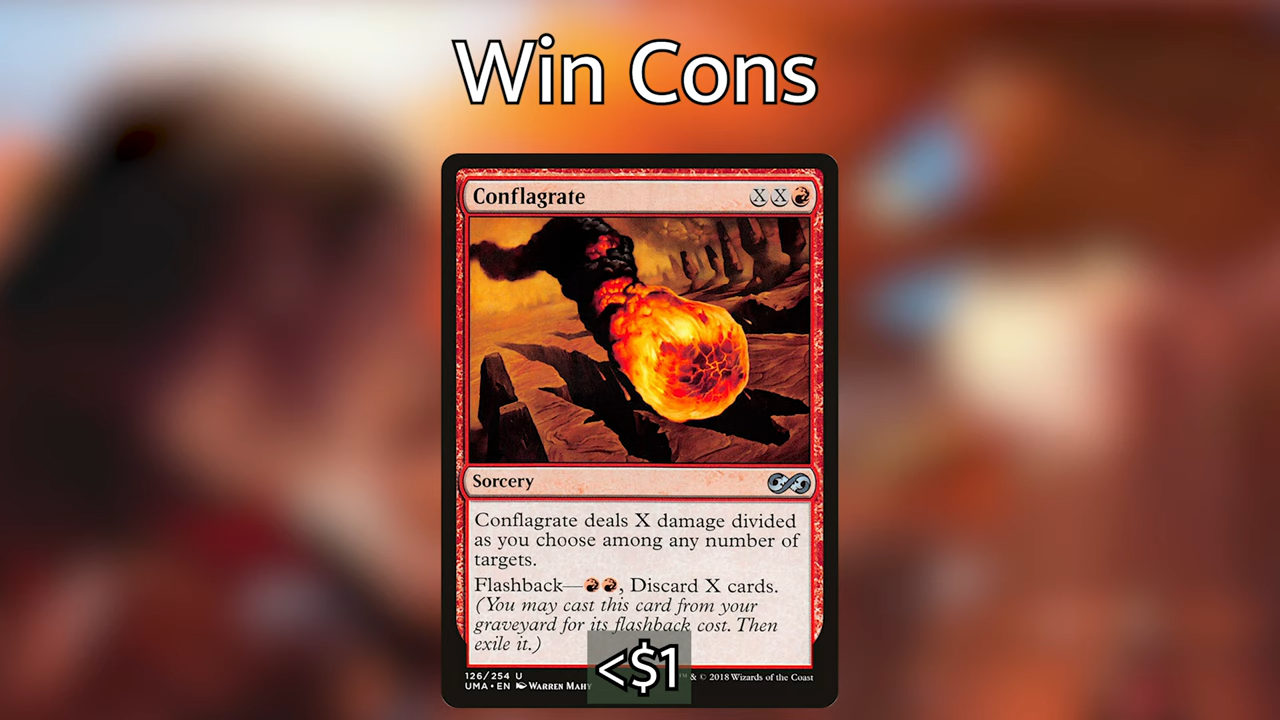 Win Cons
Conflagrate XX
Sorcery
Conflagrate deals X damage divided
as you choose among any number of
targets.
Flashback—, Discard X cards.
(You may cast this card from your
graveyard for its flashback cost. Then
exile it.)
<$1
126/254 U
UMA • EN WARREN MAHY ™ & © 2018 Wizards of the Coast